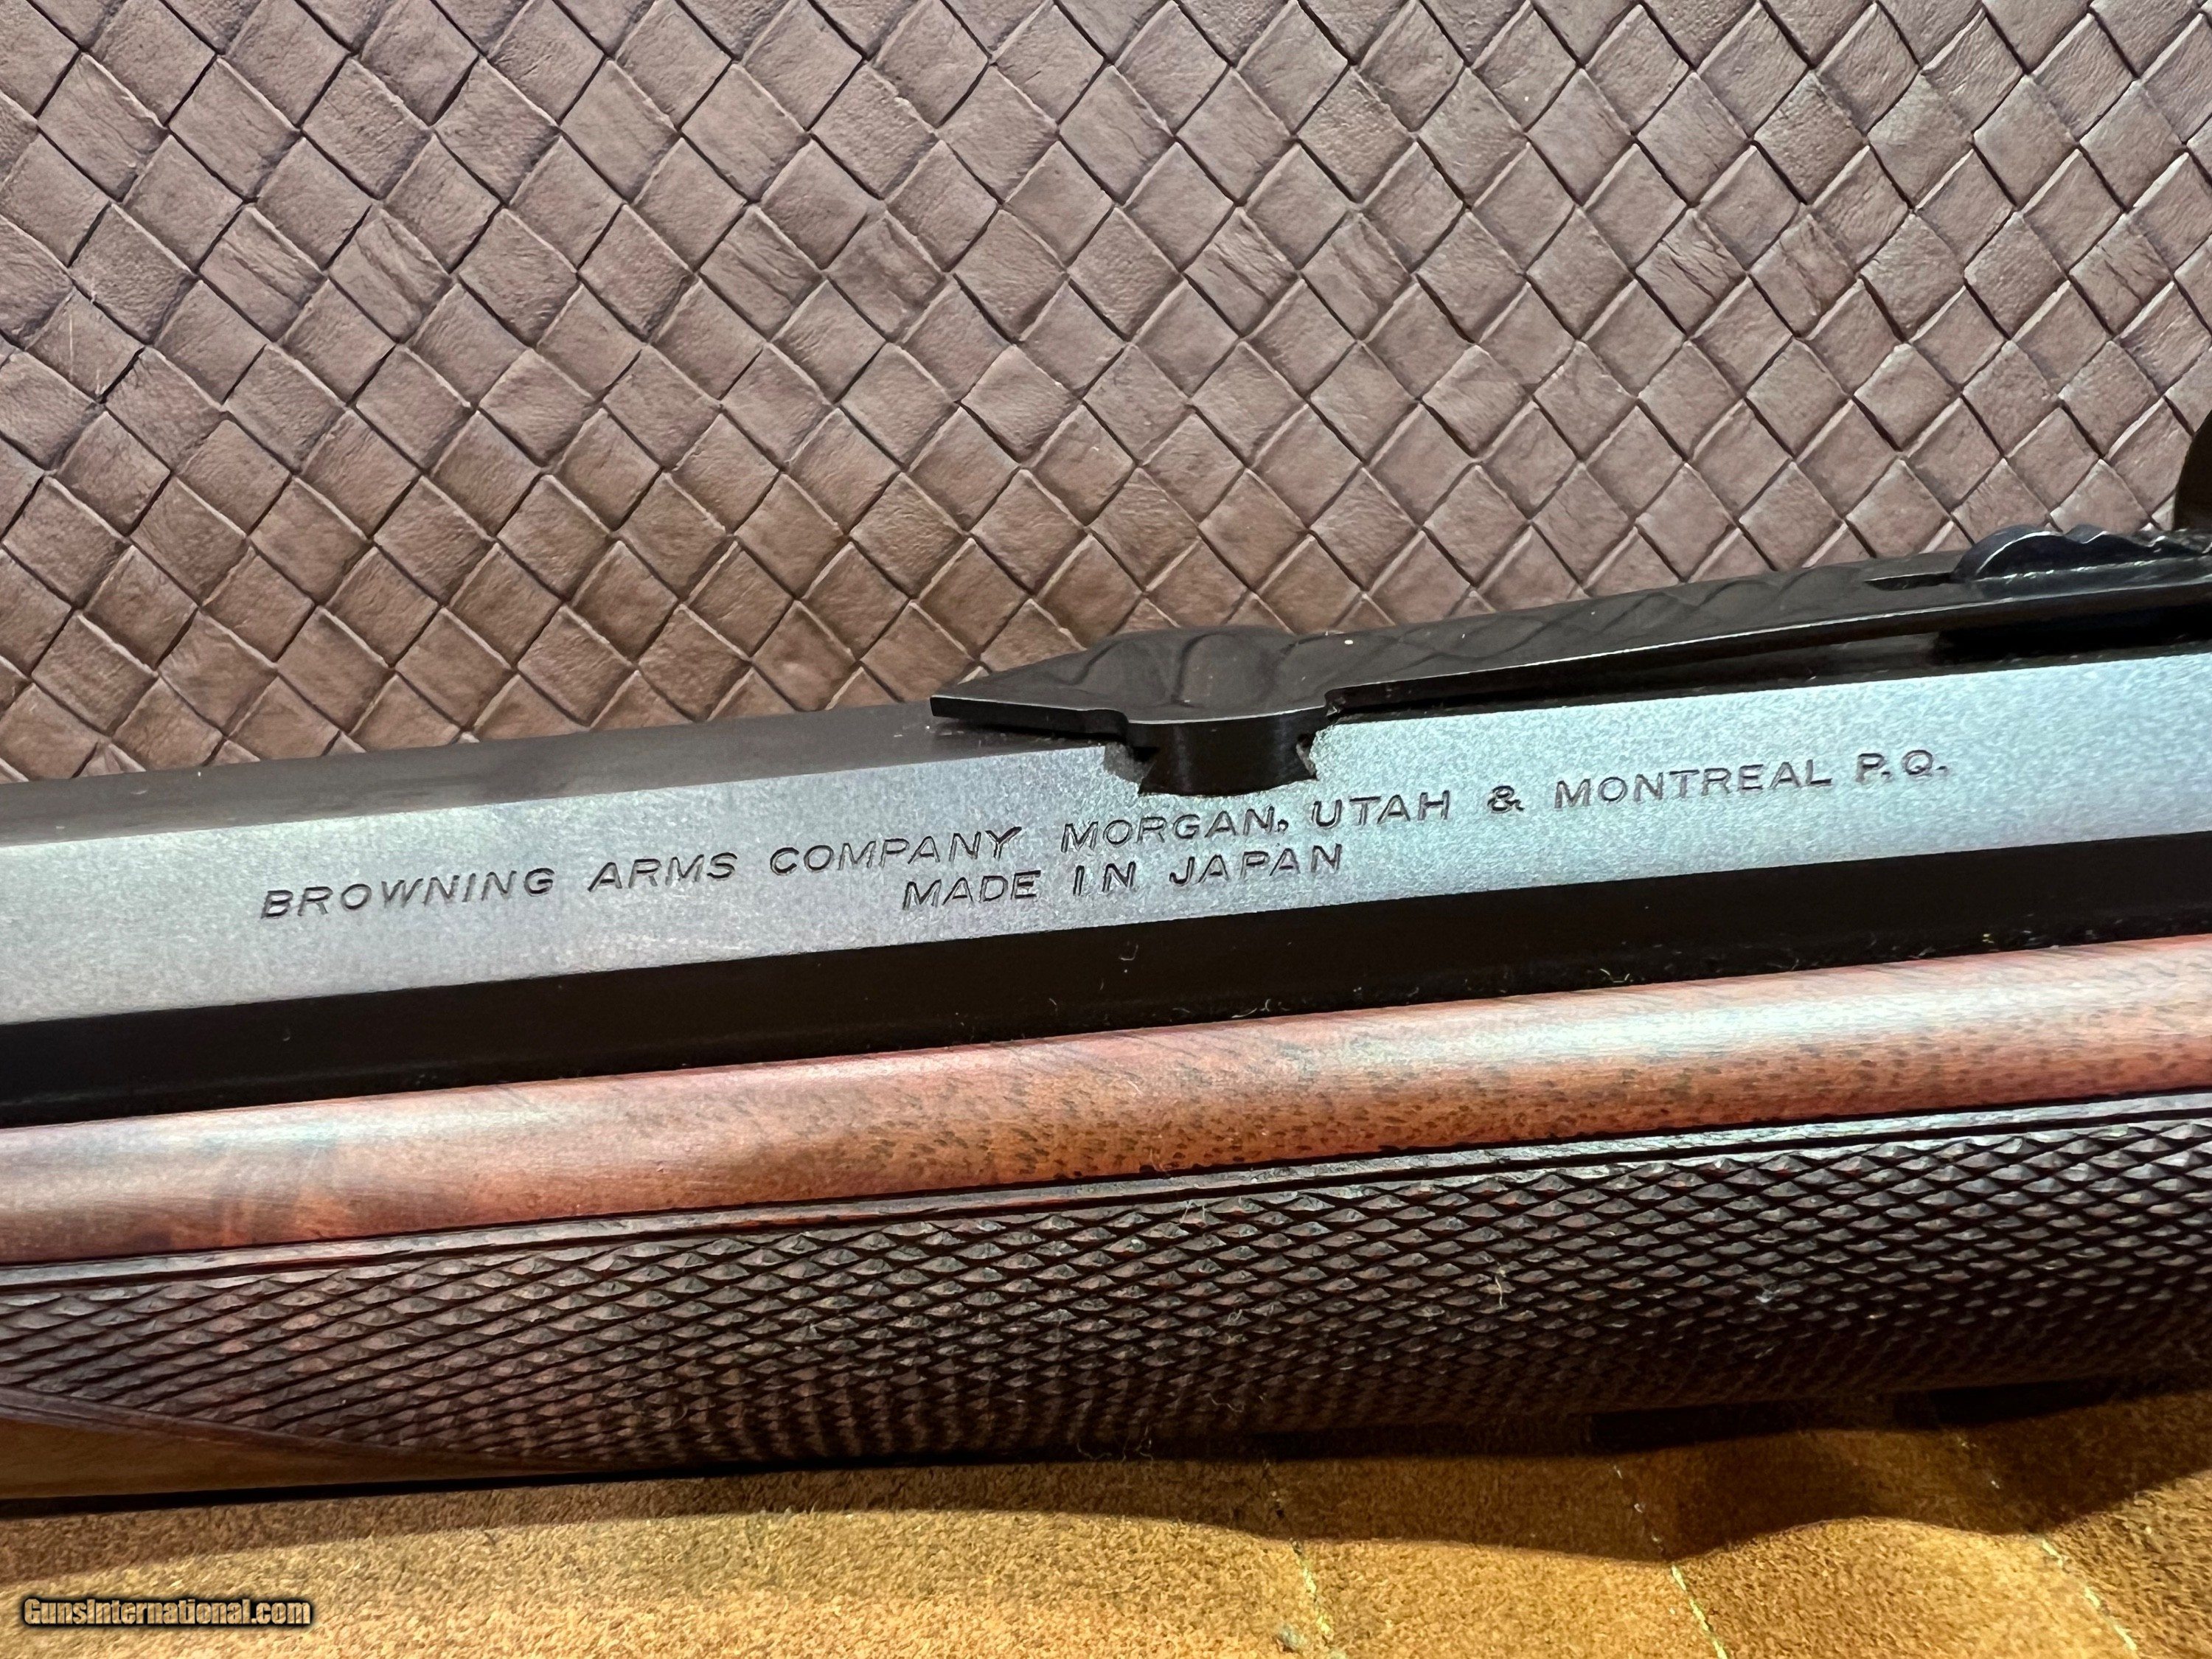 BROWNING ARMS COMPANY MORGAN, UTAH & MONTREAL P.Q.
MADE IN JAPAN
GunsInternational.com